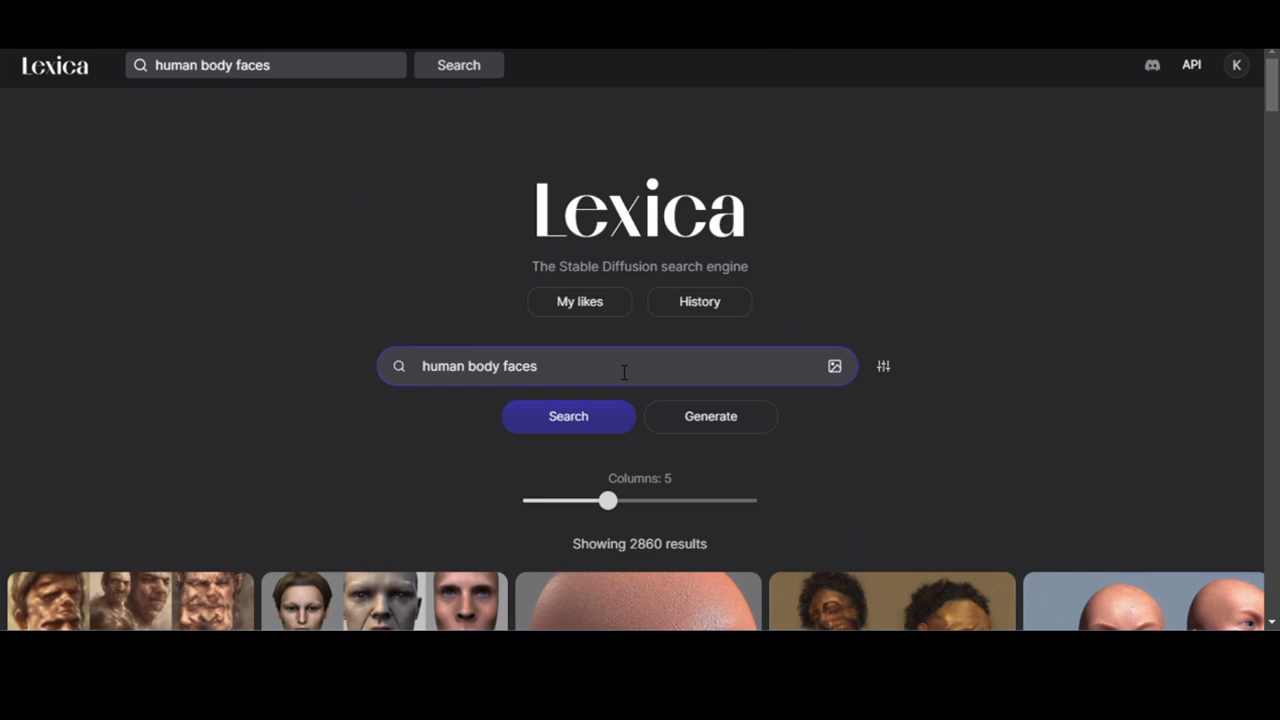 Lexica
human body faces
Search
API
K
Lexica
The Stable Diffusion search engine
My likes
History
human body faces
Search
Generate
Columns: 5
Showing 2860 results